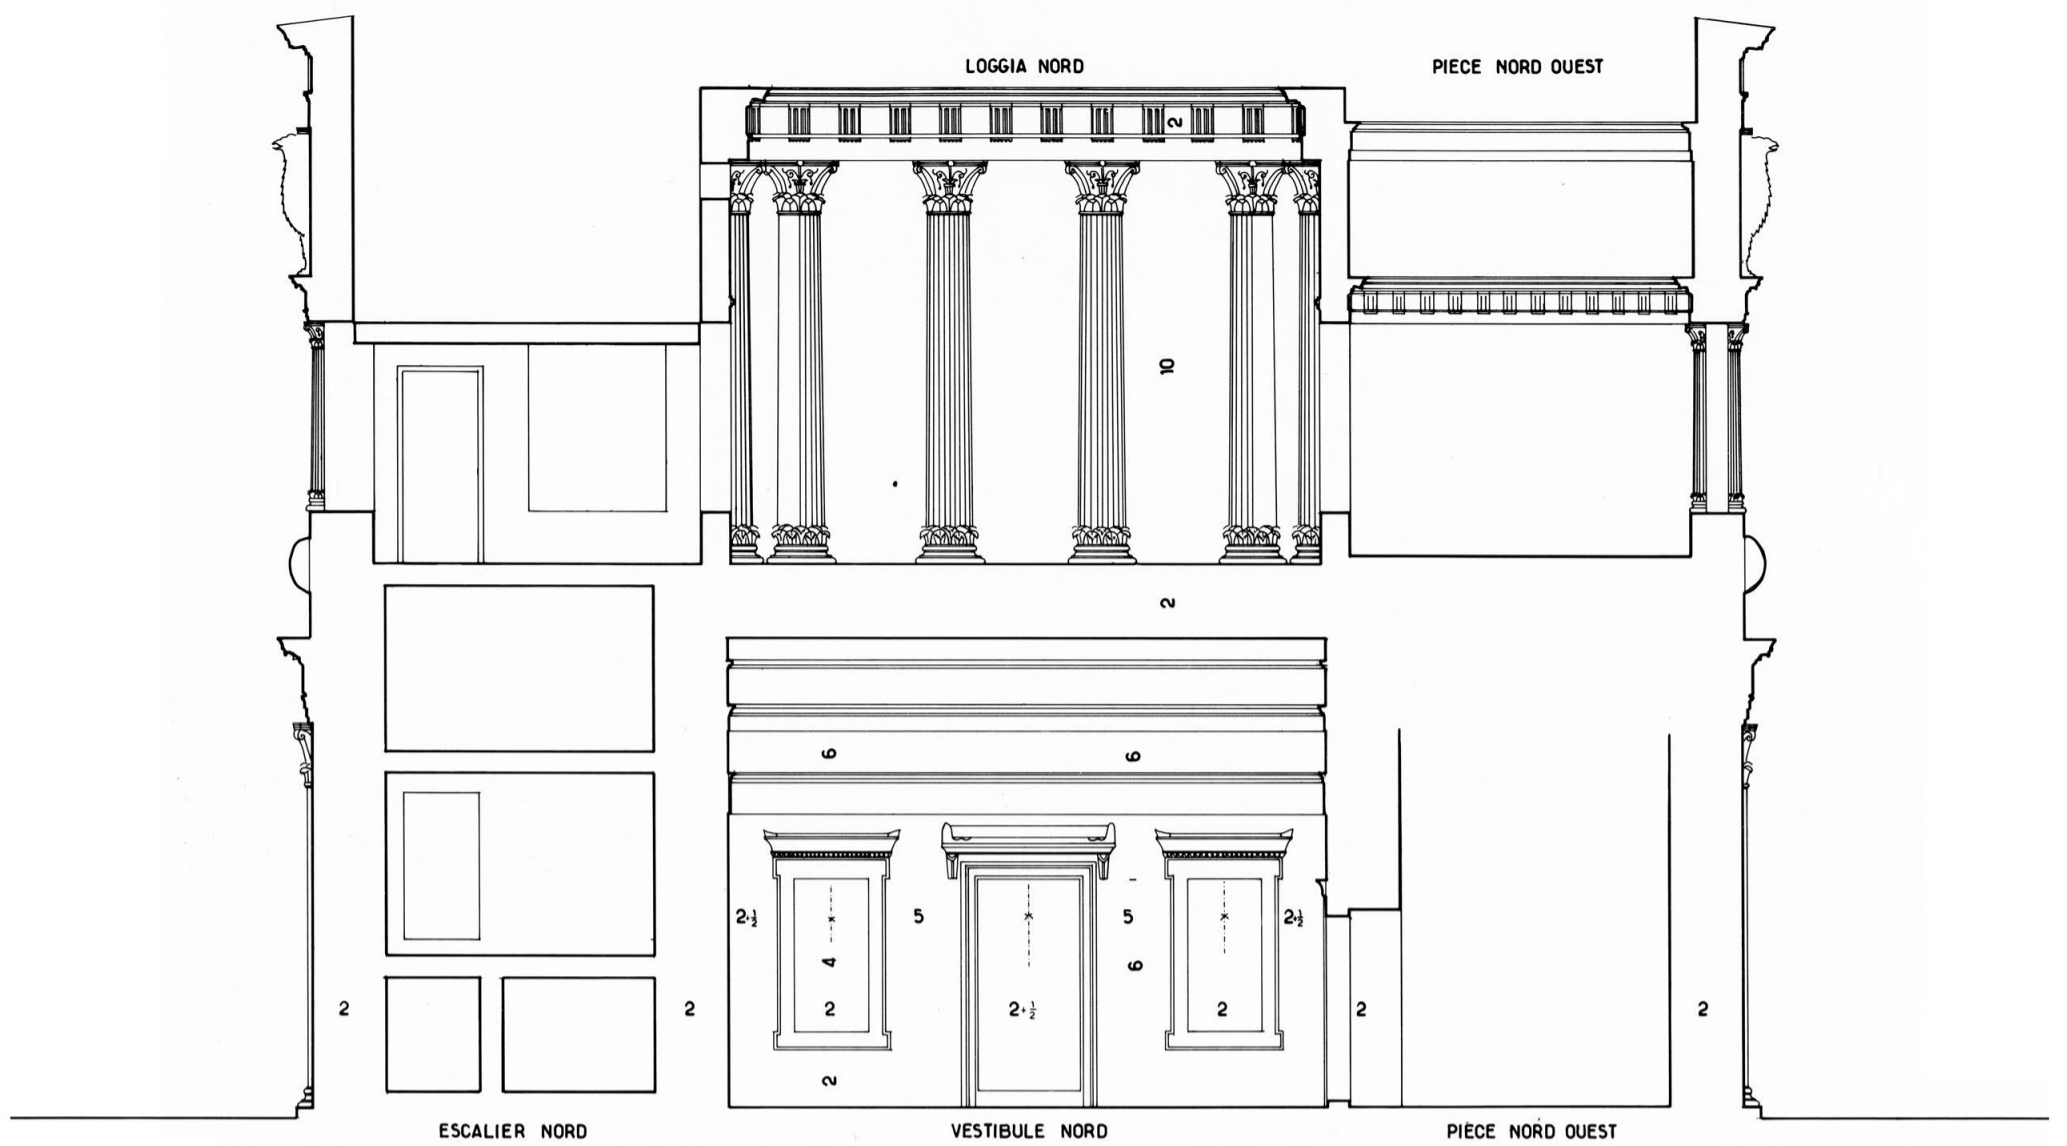 LOGGIA NORD
PIECE NORD OUEST
2
10
2
6 6
2+½ 5 5 2+½
4 6
2 2 2 2+½ 2 2 2
2
ESCALIER NORD
VESTIBULE NORD
PIÈCE NORD OUEST